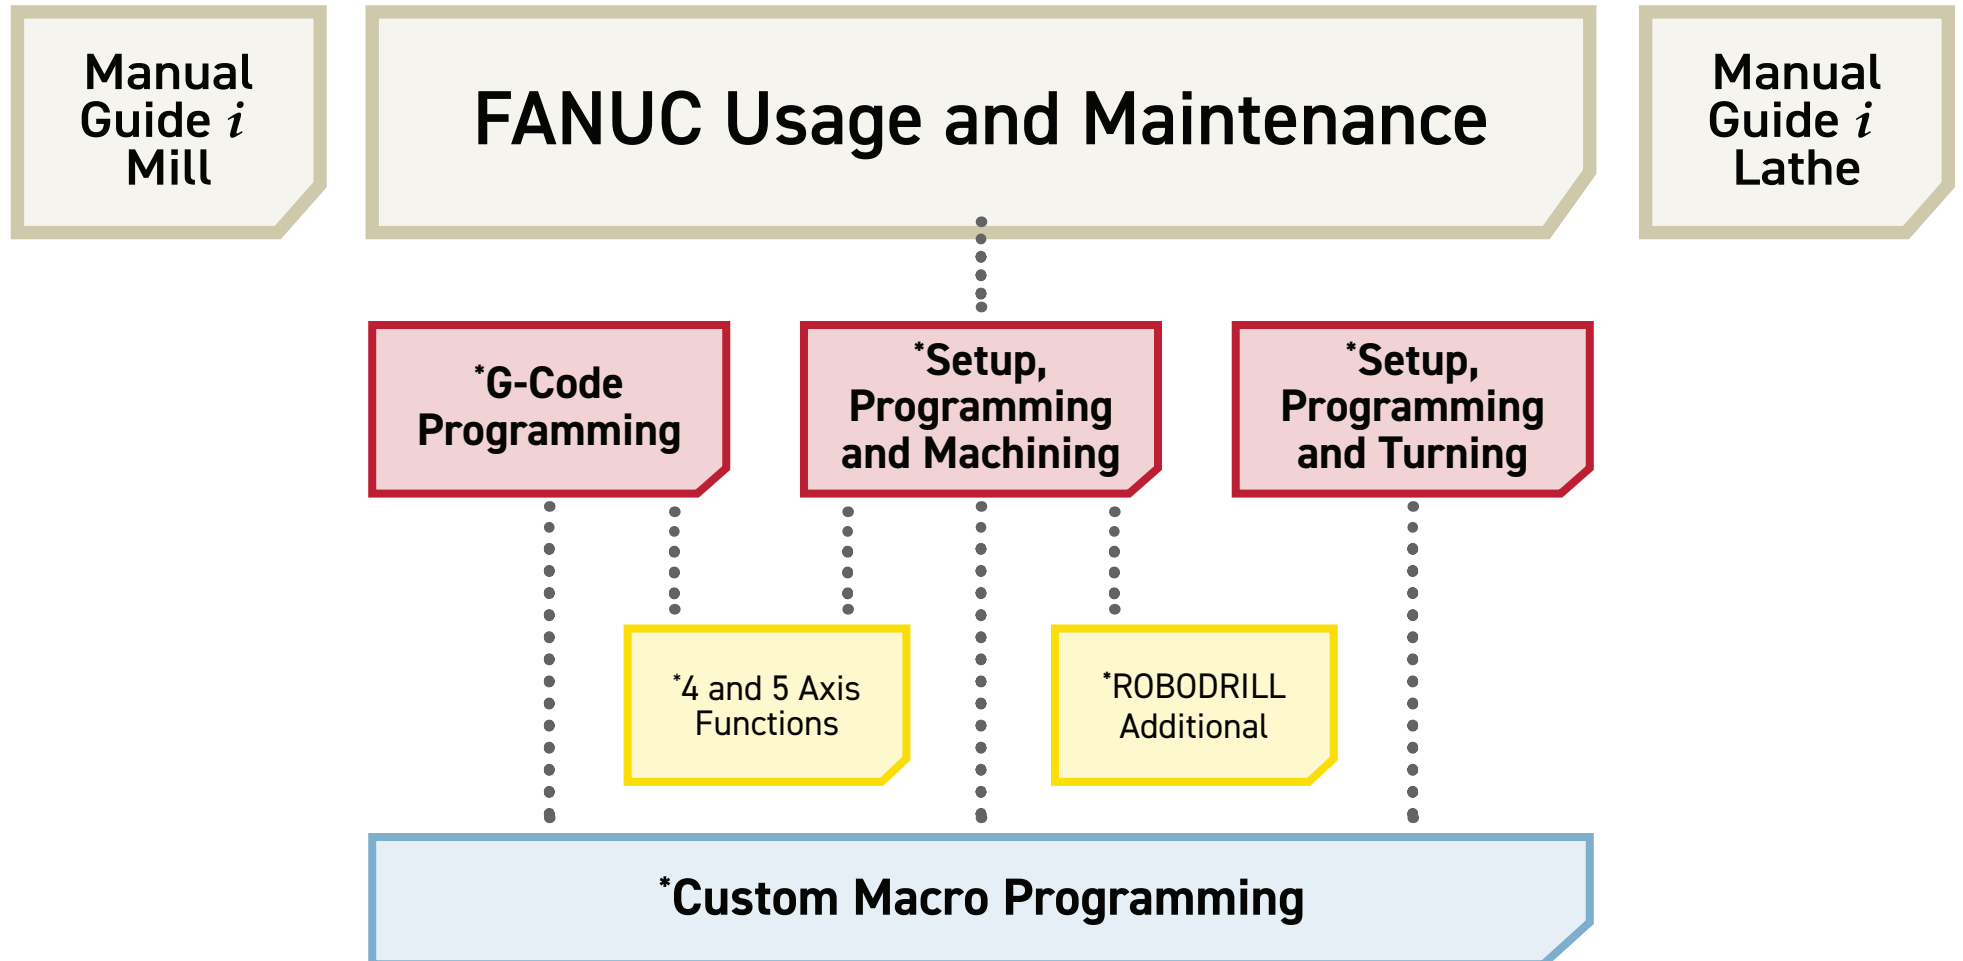 Manual
Guide i
Mill
FANUC Usage and Maintenance
Manual
Guide i
Lathe
*G-Code
Programming
*Setup,
Programming
and Machining
*Setup,
Programming
and Turning
*4 and 5 Axis
Functions
*ROBODRILL
Additional
*Custom Macro Programming